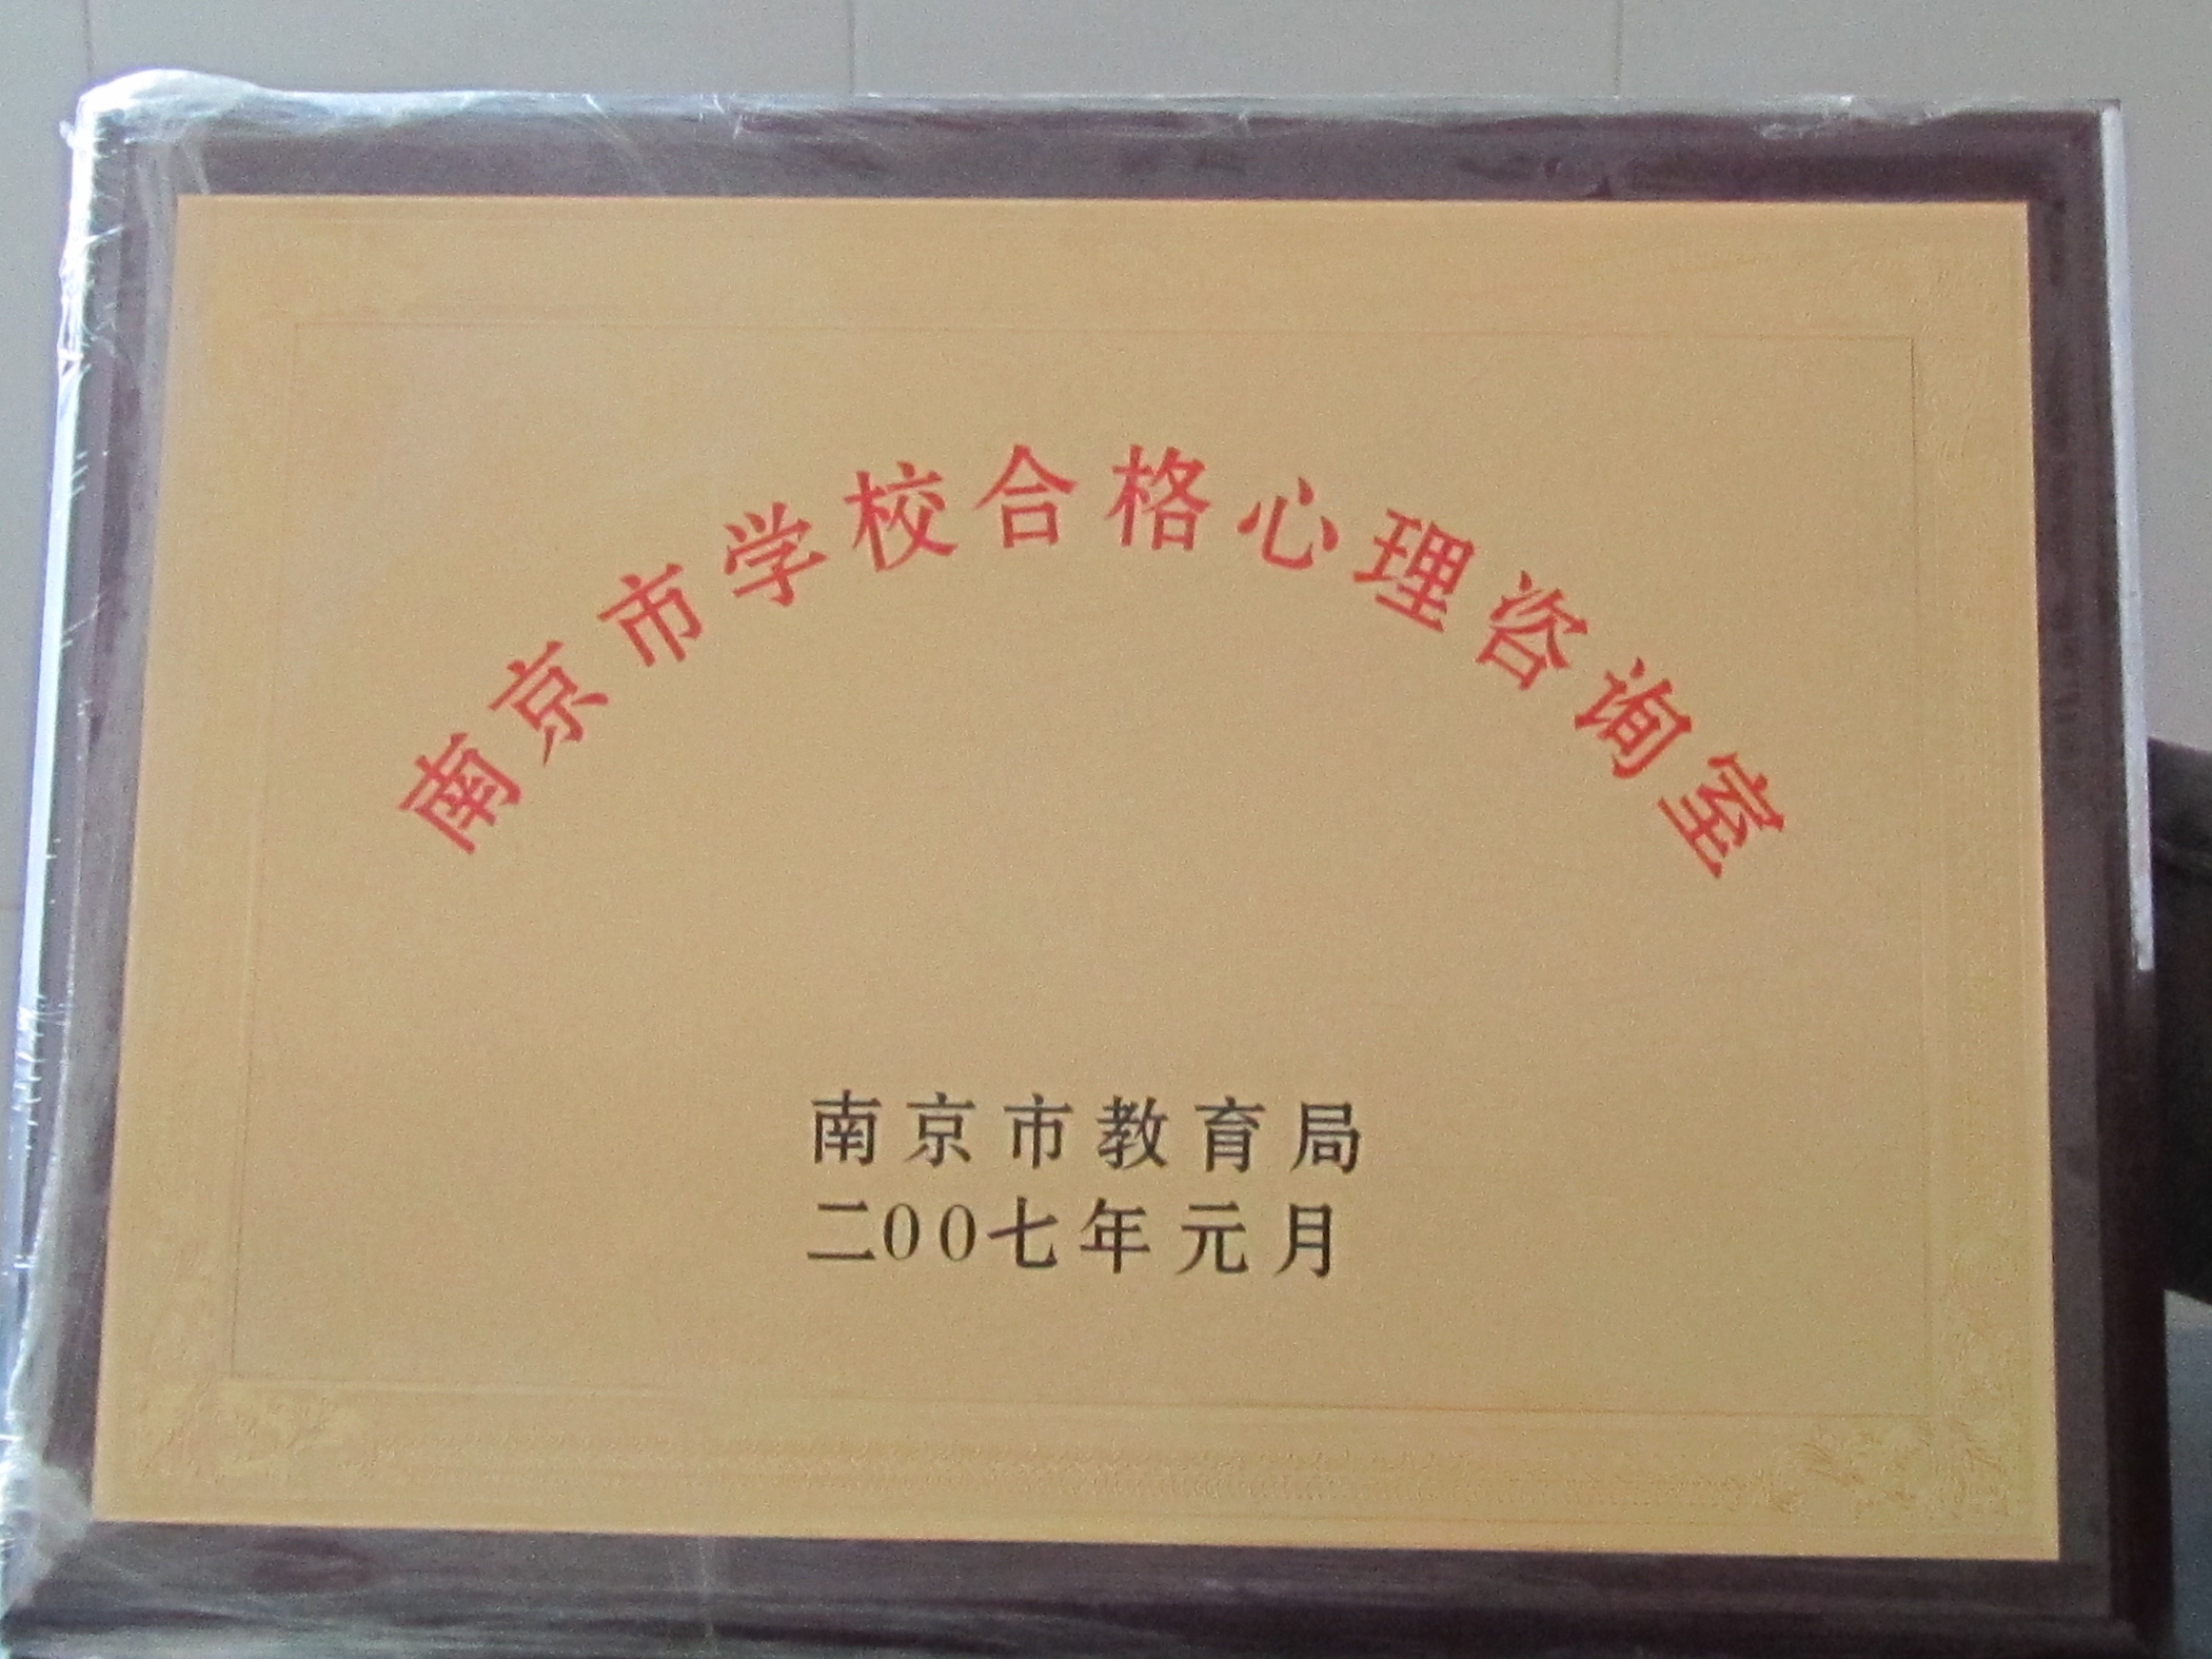 南京市学校合格心理咨询室
南京市教育局
二00七年元月